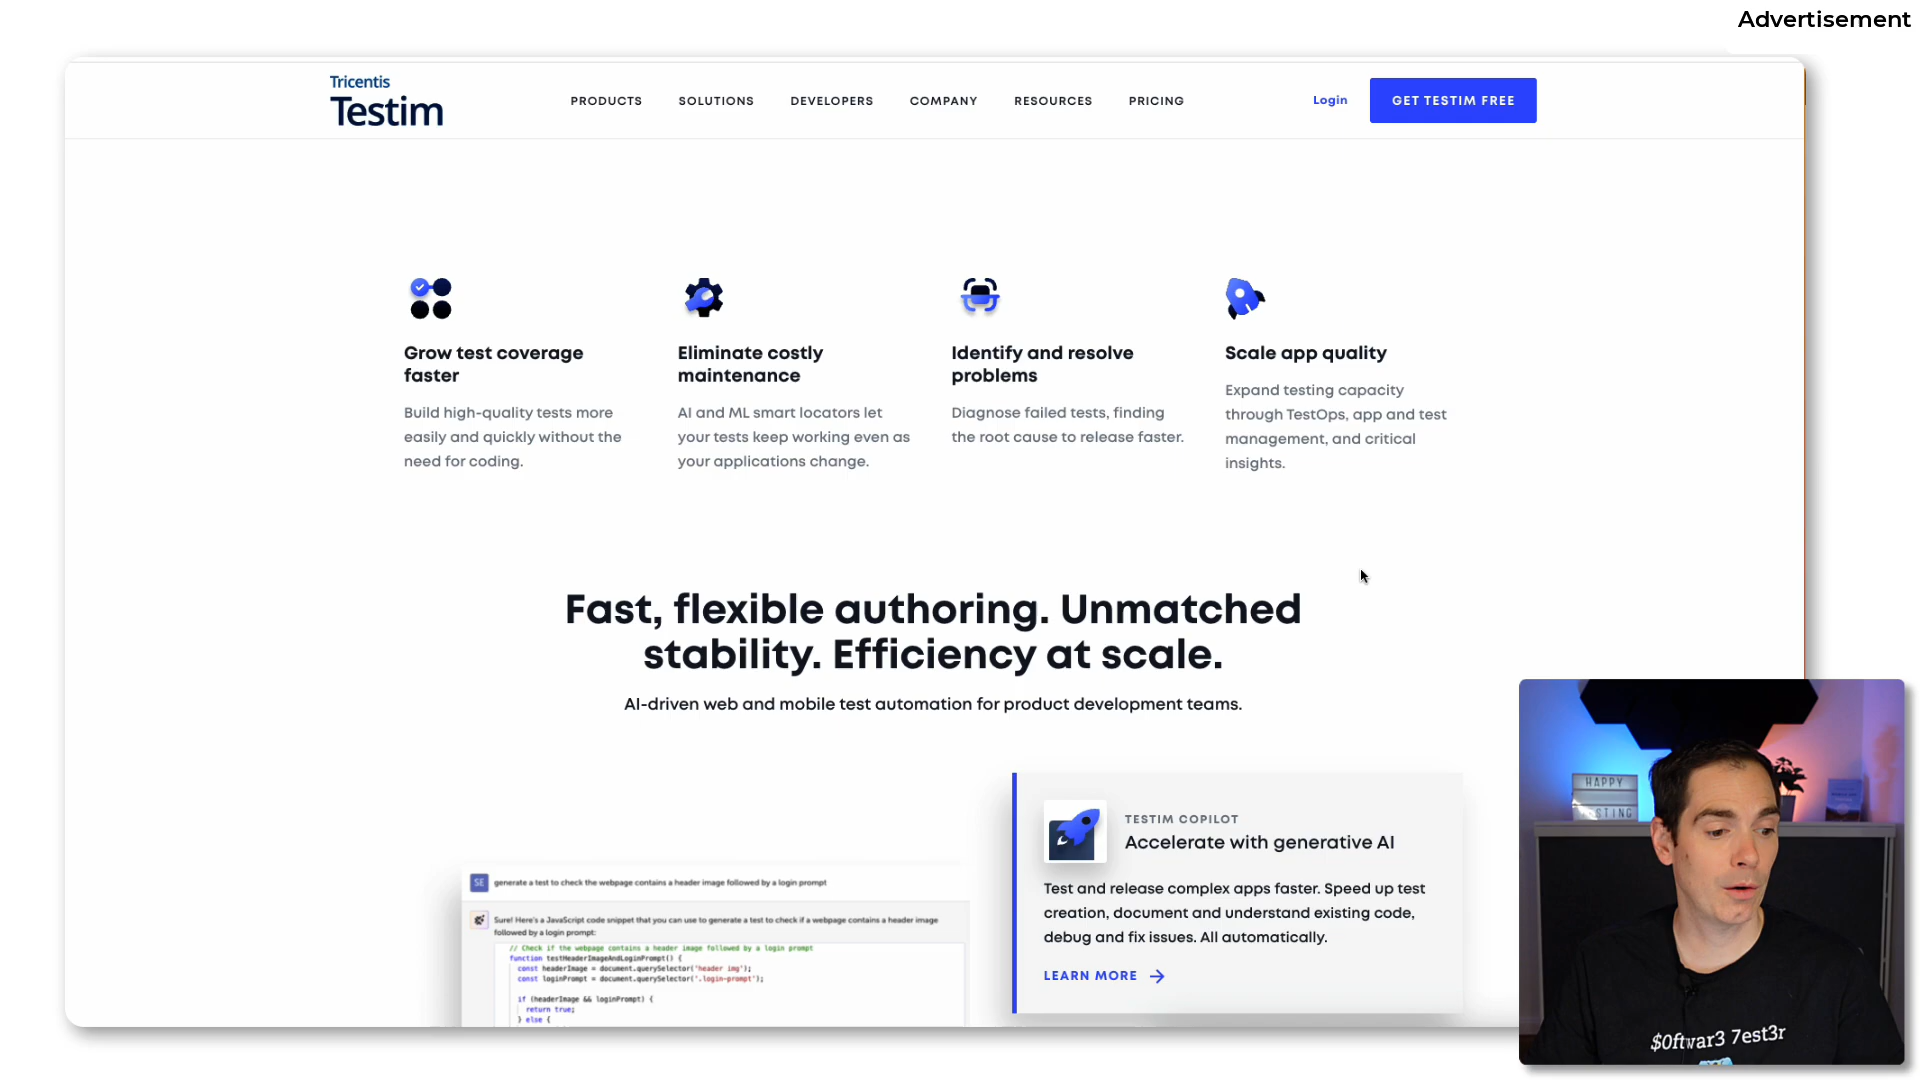 Advertisement
Tricentis
Testim
PRODUCTS SOLUTIONS DEVELOPERS COMPANY RESOURCES PRICING Login GET TESTIM FREE
Grow test coverage
faster
Build high-quality tests more
easily and quickly without the
need for coding.
Eliminate costly
maintenance
AI and ML smart locators let
your tests keep working even as
your applications change.
Identify and resolve
problems
Diagnose failed tests, finding
the root cause to release faster.
Scale app quality
Expand testing capacity
through TestOps, app and test
management, and critical
insights.
Fast, flexible authoring. Unmatched
stability. Efficiency at scale.
AI-driven web and mobile test automation for product development teams.
SE generate a test to check the webpage contains a header image followed by a login prompt
Sure! Here's a JavaScript code snippet that you can use to generate a test to check if a webpage contains a header image
followed by a login prompt:
// Check if the webpage contains a header image followed by a login prompt
function testHeaderImageAndLoginPrompt() {
const headerImage = document.querySelector('header img');
const loginPrompt = document.querySelector('.login-prompt');
if (headerImage && loginPrompt) {
return true;
} else {
TESTIM COPILOT
Accelerate with generative AI
Test and release complex apps faster. Speed up test
creation, document and understand existing code,
debug and fix issues. All automatically.
LEARN MORE →
HAPPY
STING
$0ftwar3 7est3r